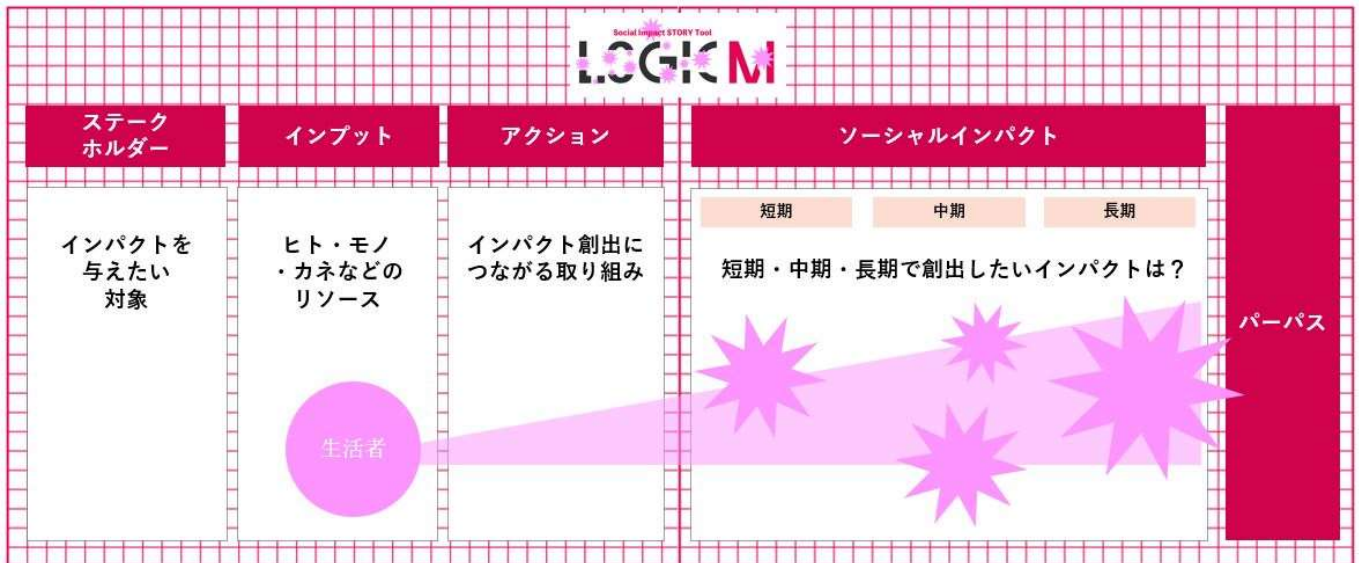 Social Impact STORY Tool
LOGIC M
ステーク
ホルダー
インプット
アクション
ソーシャルインパクト
パーパス
インパクトを
与えたい
対象
ヒト・モノ
・カネなどの
リソース
インパクト創出に
つながる取り組み
短期
中期
長期
短期・中期・長期で創出したいインパクトは？
生活者